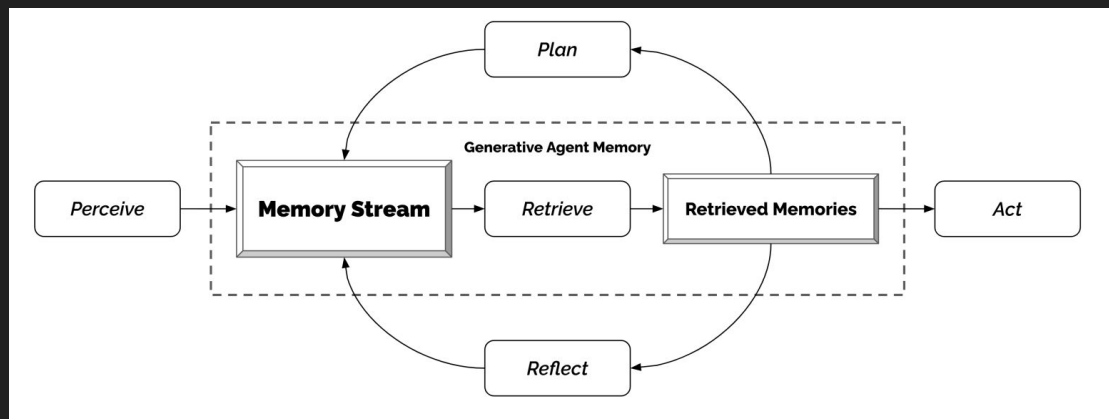 Plan
Generative Agent Memory
Perceive
Memory Stream
Retrieve
Retrieved Memories
Act
Reflect